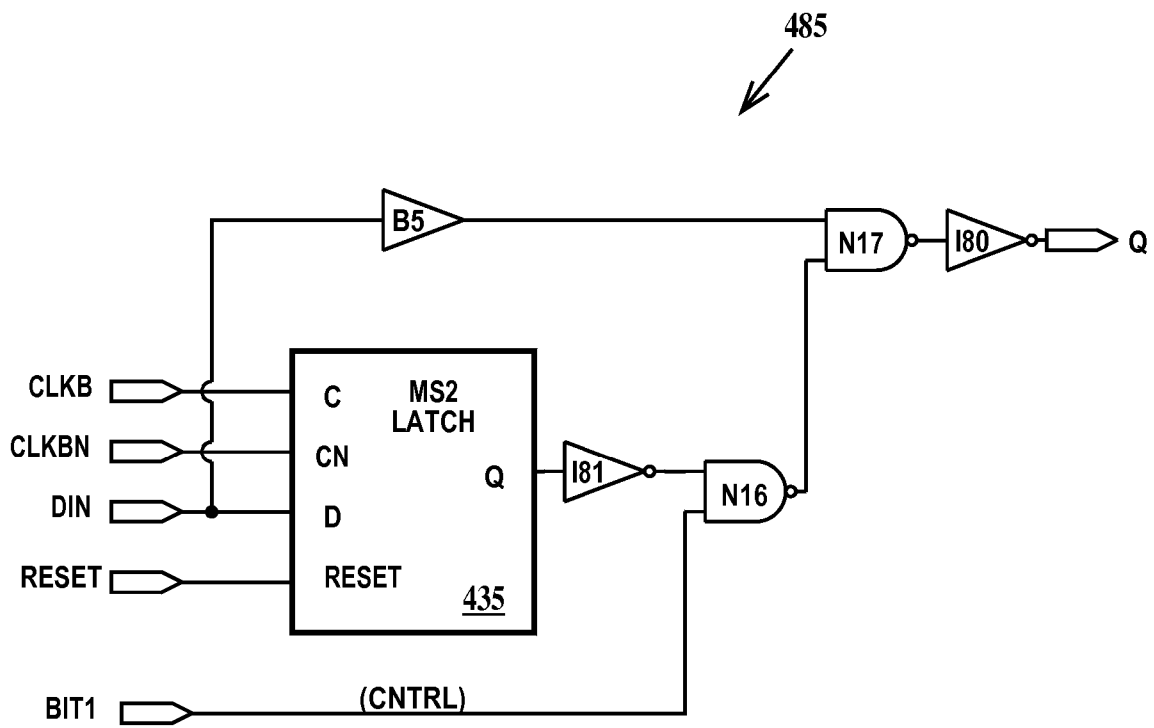 485
B5
N17
I80
Q
CLKB
C
MS2
LATCH
CLKBN
CN
Q
I81
N16
DIN
D
RESET
RESET
435
BIT1
(CNTRL)